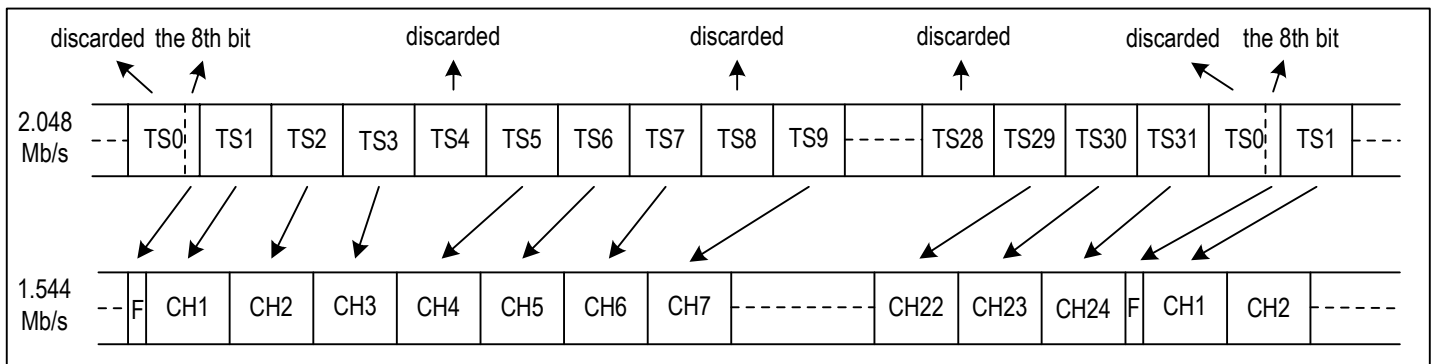 discarded the 8th bit discarded discarded discarded discarded the 8th bit
2.048
Mb/s
TS0 TS1 TS2 TS3 TS4 TS5 TS6 TS7 TS8 TS9 TS28 TS29 TS30 TS31 TS0 TS1
1.544
Mb/s
F CH1 CH2 CH3 CH4 CH5 CH6 CH7 CH22 CH23 CH24 F CH1 CH2